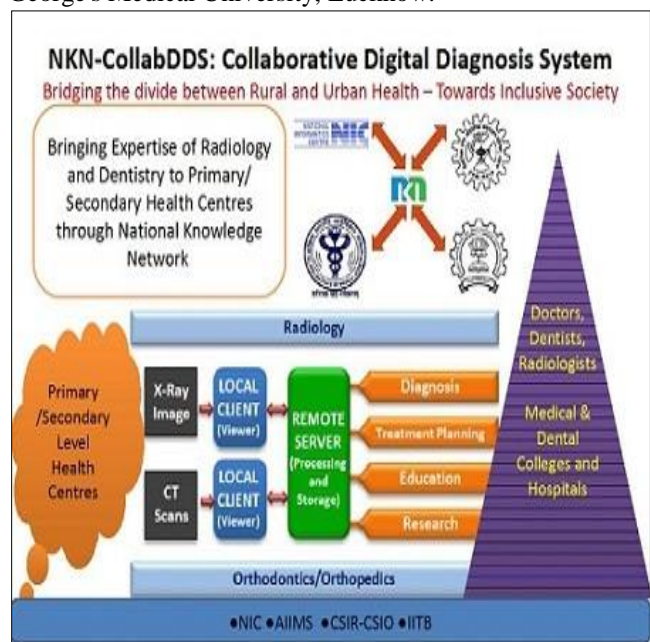 George's Medical University, Lucknow.
NKN-CollabDDS: Collaborative Digital Diagnosis System
Bridging the divide between Rural and Urban Health – Towards Inclusive Society
Bringing Expertise of Radiology
and Dentistry to Primary/
Secondary Health Centres
through National Knowledge
Network
NATIONAL
INFORMATICS
CENTRE
NIC
Radiology
Primary
/Secondary
Level
Health
Centres
X-Ray
Image
LOCAL
CLIENT
(Viewer)
CT
Scans
LOCAL
CLIENT
(Viewer)
REMOTE
SERVER
(Processing
and
Storage)
Diagnosis
Treatment Planning
Education
Research
Doctors,
Dentists,
Radiologists
Medical &
Dental
Colleges and
Hospitals
Orthodontics/Orthopedics
●NIC ●AIIMS ●CSIR-CSIO ●IITB